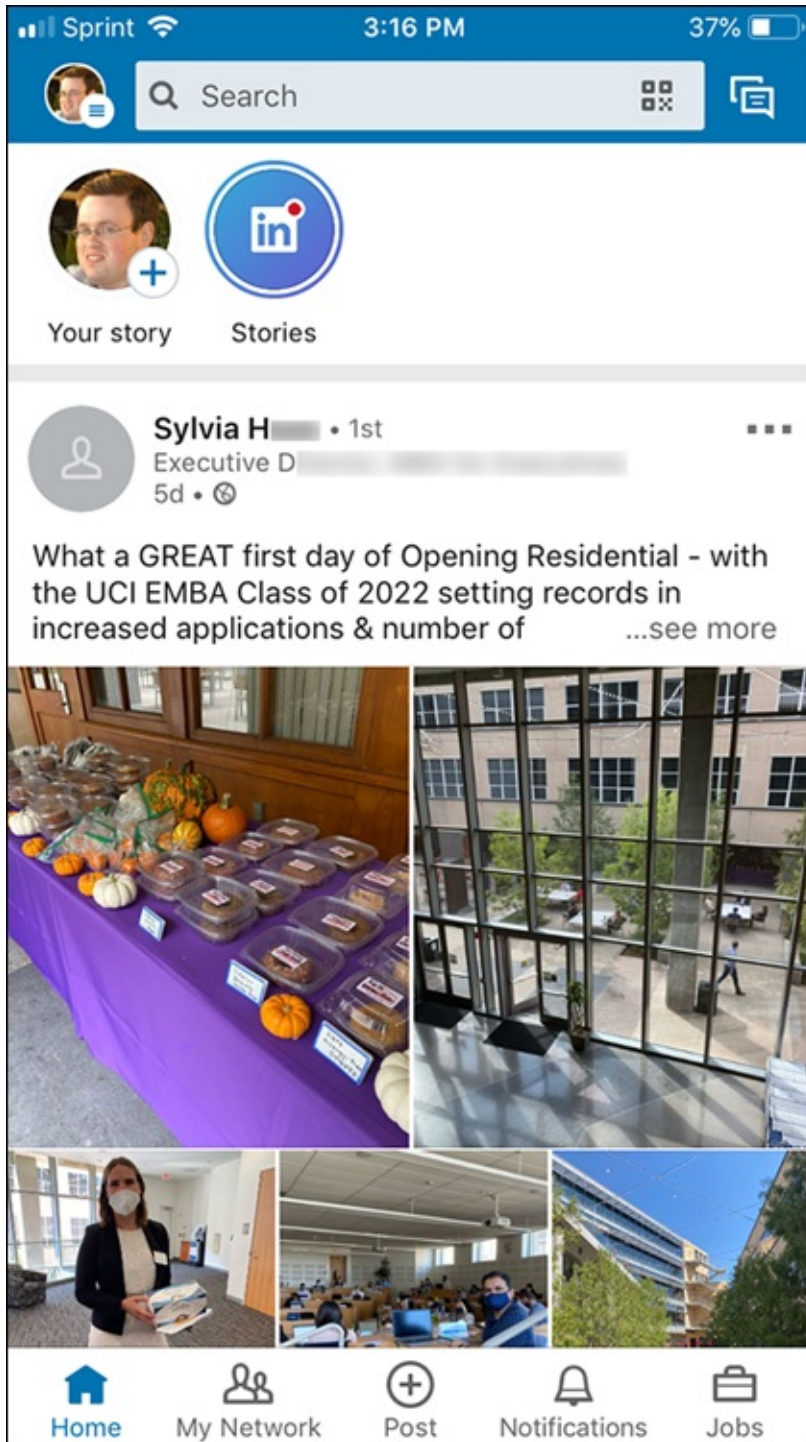 Sprint 3:16 PM 37%
Search
in
Your story Stories
Sylvia H • 1st
Executive D
5d •
What a GREAT first day of Opening Residential - with
the UCI EMBA Class of 2022 setting records in
increased applications & number of ...see more
Home My Network Post Notifications Jobs